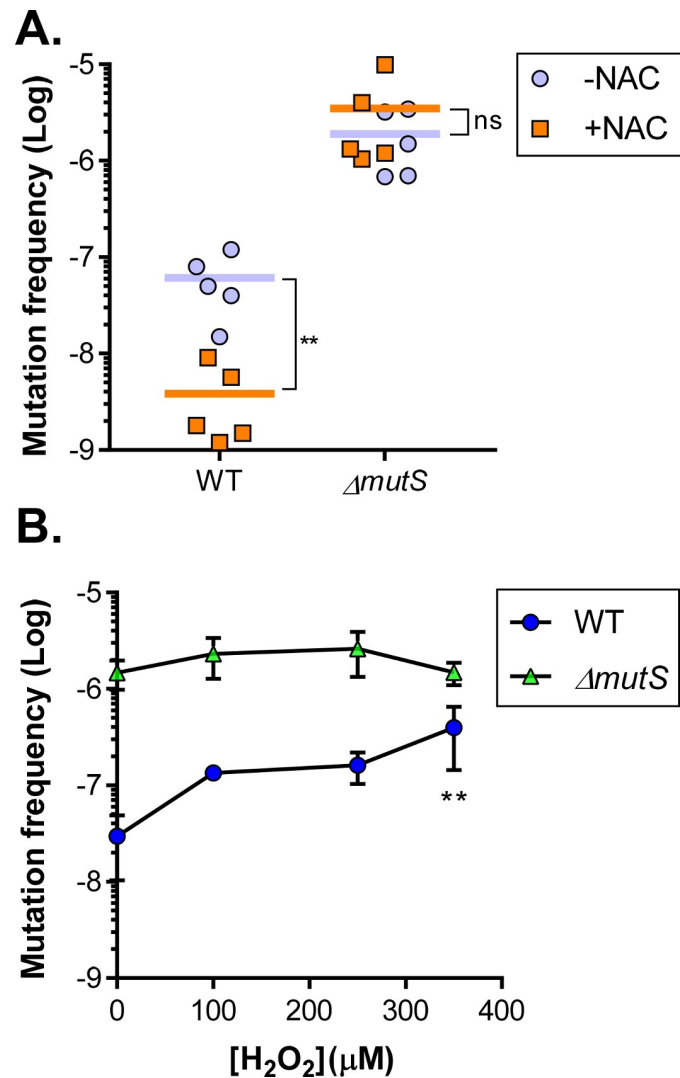 A.
Mutation frequency (Log)
-5
-6
-7
-8
-9
**
ns
WT
ΔmutS
-NAC
+NAC
B.
Mutation frequency (Log)
-5
-6
-7
-8
-9
**
0 100 200 300 400
[H₂O₂](μM)
WT
ΔmutS